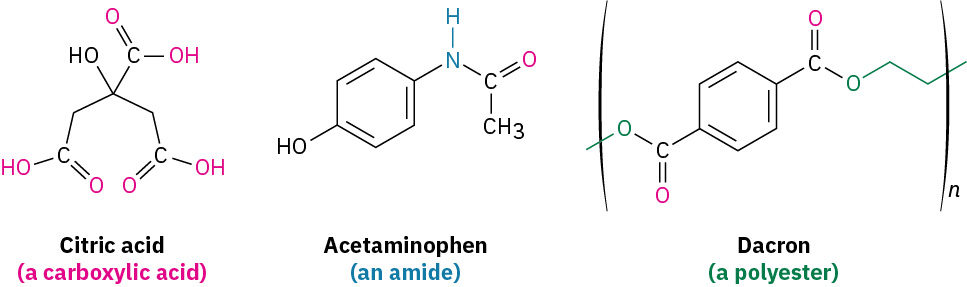 O
HO
C
OH
HO
C
O
O
C
OH
Citric acid
(a carboxylic acid)
H
N
O
C
CH3
HO
Acetaminophen
(an amide)
O
C
O
O
C
O
n
Dacron
(a polyester)